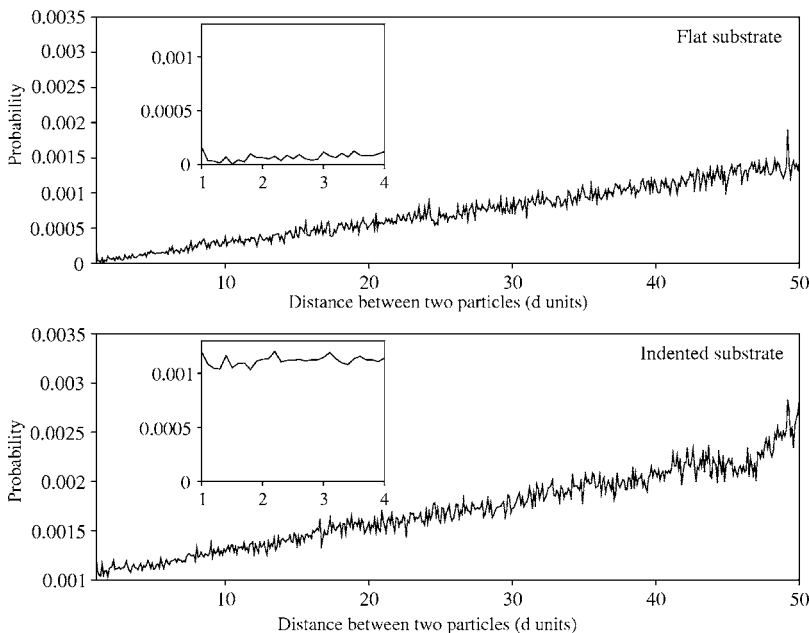 0.0035
0.003
0.0025
0.002
0.0015
0.001
0.0005
0
Probability
Flat substrate
0.001
0.0005
0
1 2 3 4
10 20 30 40 50
Distance between two particles (d units)
0.0035
0.003
0.0025
0.002
0.0015
0.001
Probability
Indented substrate
0.001
0.0005
0
1 2 3 4
10 20 30 40 50
Distance between two particles (d units)